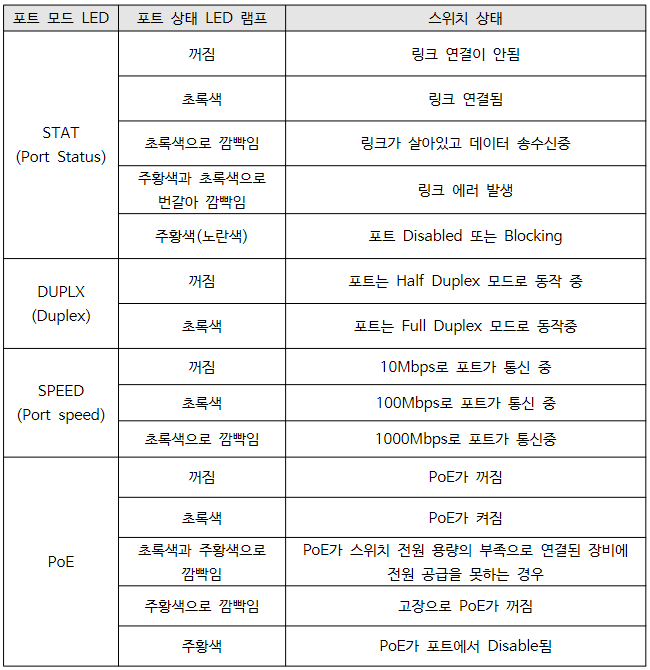 포트 모드 LED 포트 상태 LED 램프 스위치 상태
STAT
(Port Status)
꺼짐 링크 연결이 안됨
초록색 링크 연결됨
초록색으로 깜빡임 링크가 살아있고 데이터 송수신중
주황색과 초록색으로
번갈아 깜빡임
링크 에러 발생
주황색(노란색) 포트 Disabled 또는 Blocking
DUPLX
(Duplex)
꺼짐 포트는 Half Duplex 모드로 동작 중
초록색 포트는 Full Duplex 모드로 동작중
SPEED
(Port speed)
꺼짐 10Mbps로 포트가 통신 중
초록색 100Mbps로 포트가 통신 중
초록색으로 깜빡임 1000Mbps로 포트가 통신중
PoE
꺼짐 PoE가 꺼짐
초록색 PoE가 켜짐
초록색과 주황색으로
깜빡임
PoE가 스위치 전원 용량의 부족으로 연결된 장비에
전원 공급을 못하는 경우
주황색으로 깜빡임 고장으로 PoE가 꺼짐
주황색 PoE가 포트에서 Disable됨